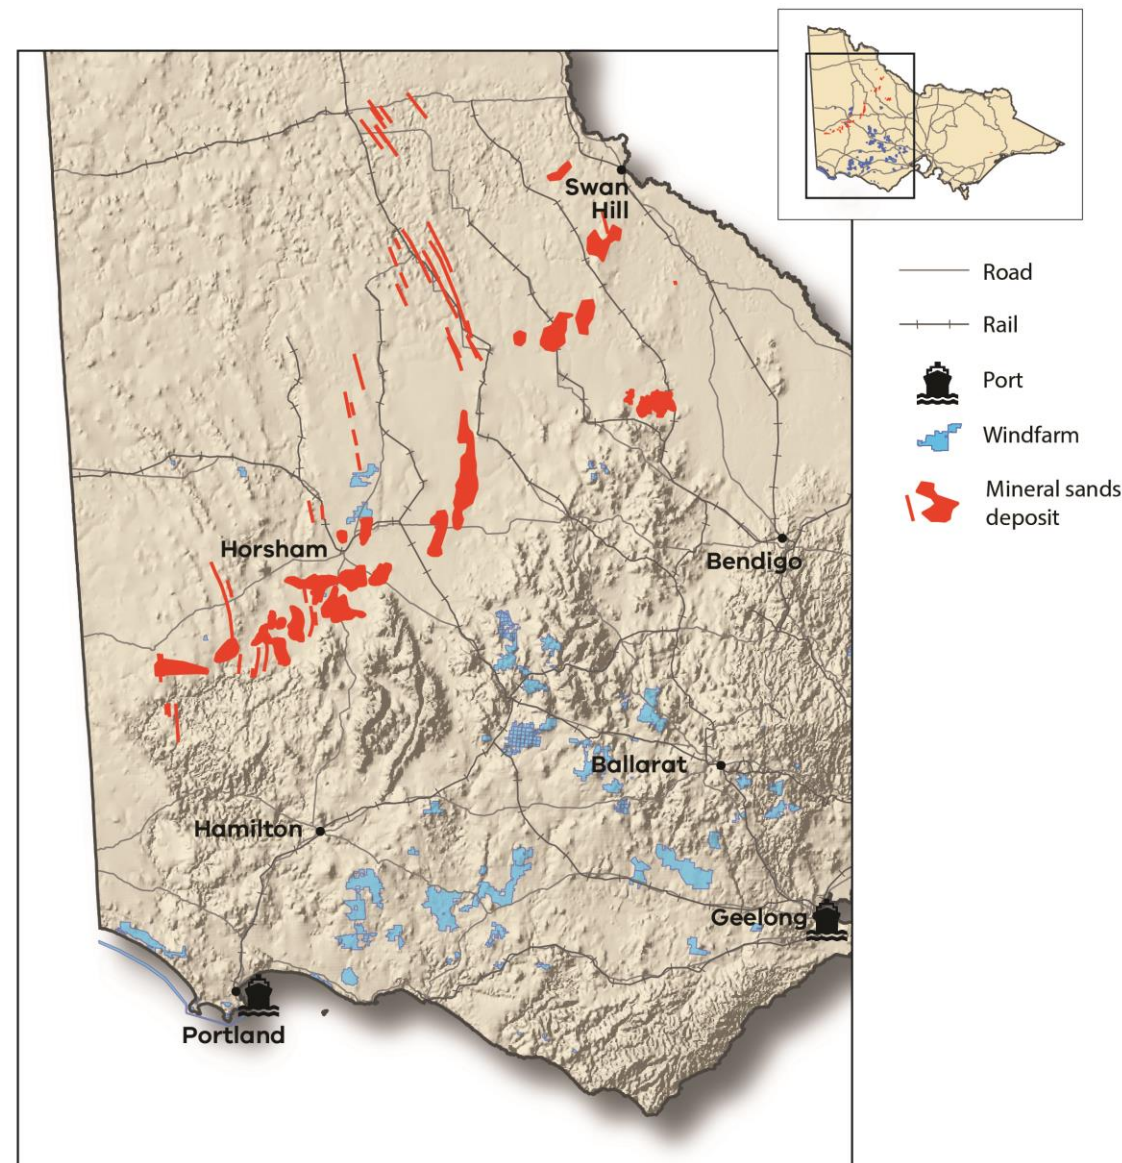 Swan
Hill
Horsham
Bendigo
Ballarat
Hamilton
Geelong
Portland
Road
Rail
Port
Windfarm
Mineral sands
deposit